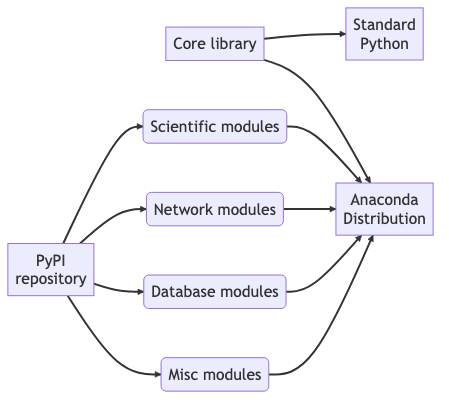 Core library
Standard
Python
Scientific modules
Network modules
Anaconda
Distribution
PyPI
repository
Database modules
Misc modules